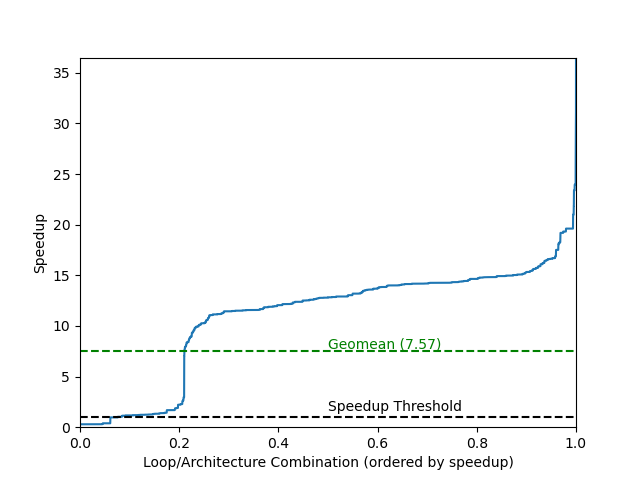 35
30
25
20
15
10
5
0
Speedup
Geomean (7.57)
Speedup Threshold
0.0 0.2 0.4 0.6 0.8 1.0
Loop/Architecture Combination (ordered by speedup)